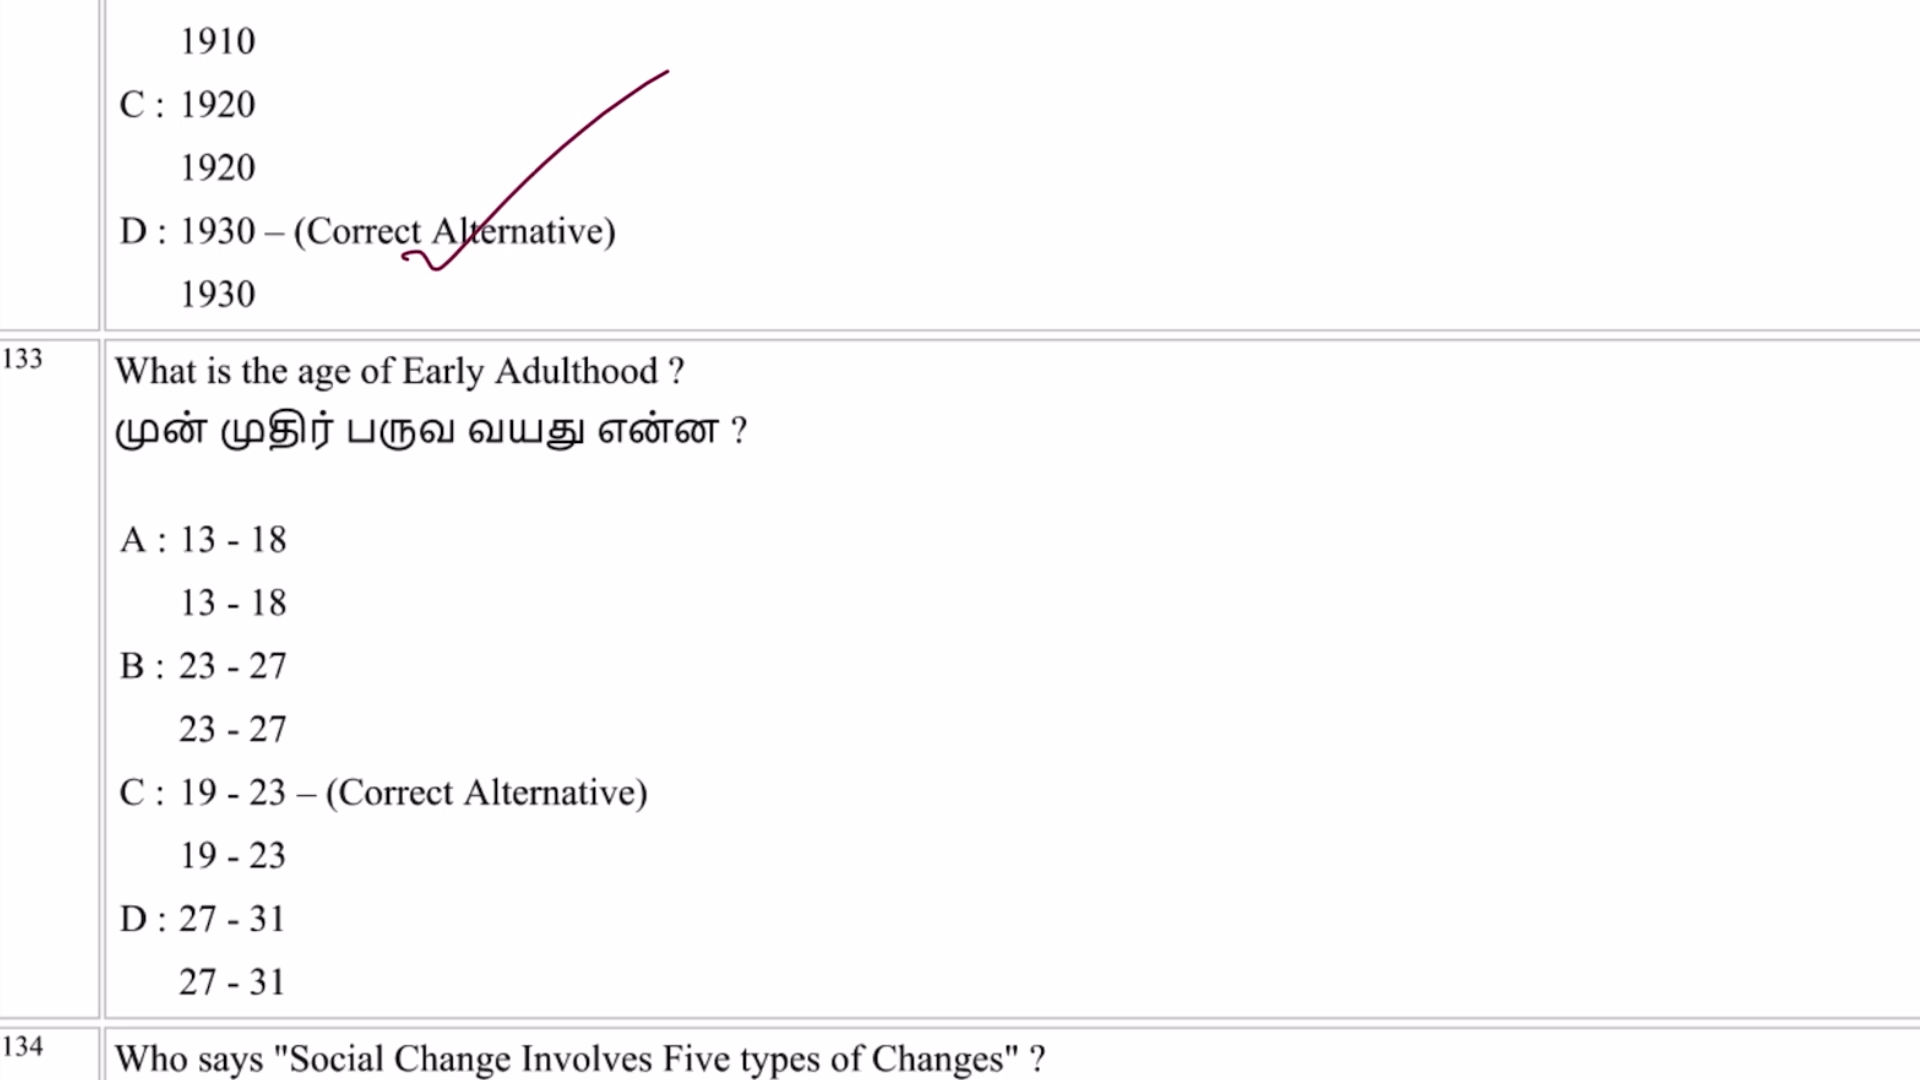 1910
C : 1920
1920
D : 1930 – (Correct Alternative)
1930
133
What is the age of Early Adulthood ?
முன் முதிர் பருவ வயது என்ன ?
A : 13 - 18
13 - 18
B : 23 - 27
23 - 27
C : 19 - 23 – (Correct Alternative)
19 - 23
D : 27 - 31
27 - 31
134
Who says "Social Change Involves Five types of Changes" ?